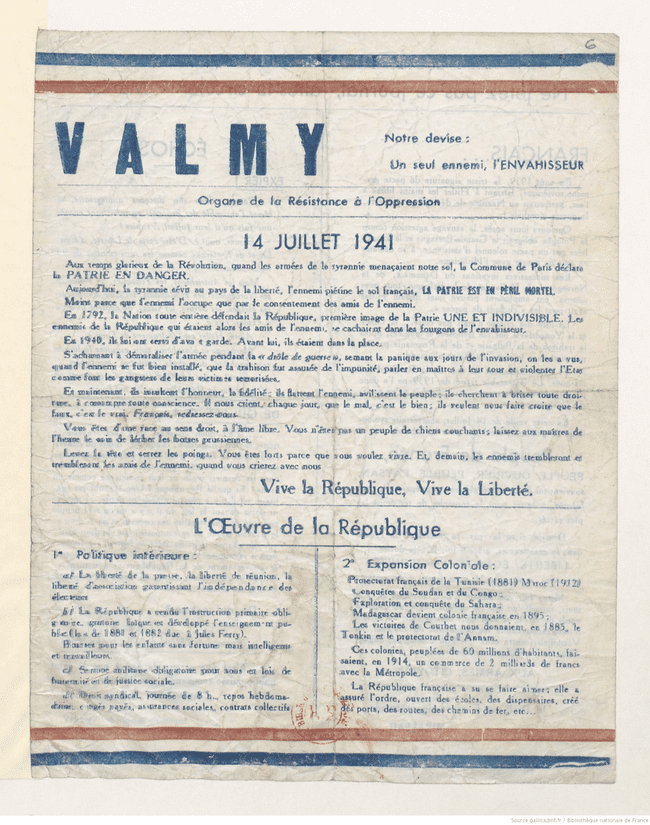 6
VALMY
Notre devise :
Un seul ennemi, l'ENVAHISSEUR
Organe de la Résistance à l'Oppression
14 JUILLET 1941
Aux temps glorieux de la Révolution, quand les armées de la tyrannie menaçaient notre sol, la Commune de Paris déclara
la PATRIE EN DANGER.
Aujourd'hui, la tyrannie sévit au pays de la liberté, l'ennemi piétine le sol français, LA PATRIE EST EN PÉRIL MORTEL.
Moins parce que l'ennemi l'occupe que par le consentement des amis de l'ennemi.
En 1792, la Nation toute entière défendait la République, première image de la Patrie UNE ET INDIVISIBLE. Les
ennemis de la République qui étaient alors les amis de l'ennemi, se cachaient dans les fourgons de l'envahisseur.
En 1940, ils lui ont servi d'avant garde. Avant lui, ils étaient dans la place.
S'acharnant à démoraliser l'armée pendant la « drôle de guerre », semant la panique aux jours de l'invasion, on les a vus,
quand l'ennemi se fut bien installé, que la trahison fut assurée de l'impunité, parler en maîtres à leur tour et violenter l'Etat
comme font les gangsters de leurs victimes terrorisées.
Et maintenant, ils insultent l'honneur, la fidélité; ils flattent l'ennemi, avilissent le peuple; ils cherchent à briser toute droi-
ture, à corrompre toute conscience. Ils nous crient, chaque jour, que le mal, c'est le bien; ils veulent nous faire croire que le
faux, c'est le vrai. Français, redressez-vous.
Vous êtes d'une race au sens droit, à l'âme libre. Vous n'êtes pas un peuple de chiens couchants; laissez aux maîtres de
l'heure le soin de lécher les bottes prussiennes.
Levez la tête et serrez les poings. Vous êtes forts parce que vous voulez vivre. Et, demain, les ennemis trembleront et
trembleront les amis de l'ennemi, quand vous crierez avec nous
Vive la République, Vive la Liberté.
L'Œuvre de la République
1° Politique intérieure :
a) La liberté de la presse, la liberté de réunion, la
liberté d'association garantissant l'indépendance des
électeurs
b) La République a rendu l'instruction primaire obli-
gatoire, gratuite laïque et développé l'enseignement pu-
blic (lois de 1881 et 1882 due à Jules Ferry).
Bourses pour les enfants sans fortune mais intelligents
et travailleurs.
c) Service militaire obligatoire pour tous en lois de
fraternité et de justice sociale.
d) Droit syndical, journée de 8 h., repos hebdoma-
daire, congés payés, assurances sociales, contrats collectifs
2° Expansion Coloniale :
Protectorat français de la Tunisie (1881) Maroc (1912)
Conquêtes du Soudan et du Congo;
Exploration et conquête du Sahara;
Madagascar devient colonie française en 1895;
Les victoires de Courbet nous donnaient, en 1885, le
Tonkin et le protectorat de l'Annam.
Ces colonies, peuplées de 60 millions d'habitants, fai-
saient, en 1914, un commerce de 2 milliards de francs
avec la Métropole.
La République française a su se faire aimer; elle a
assuré l'ordre, ouvert des écoles, des dispensaires, créé
des ports, des routes, des chemins de fer, etc...
Source gallica.bnf.fr / Bibliothèque nationale de France